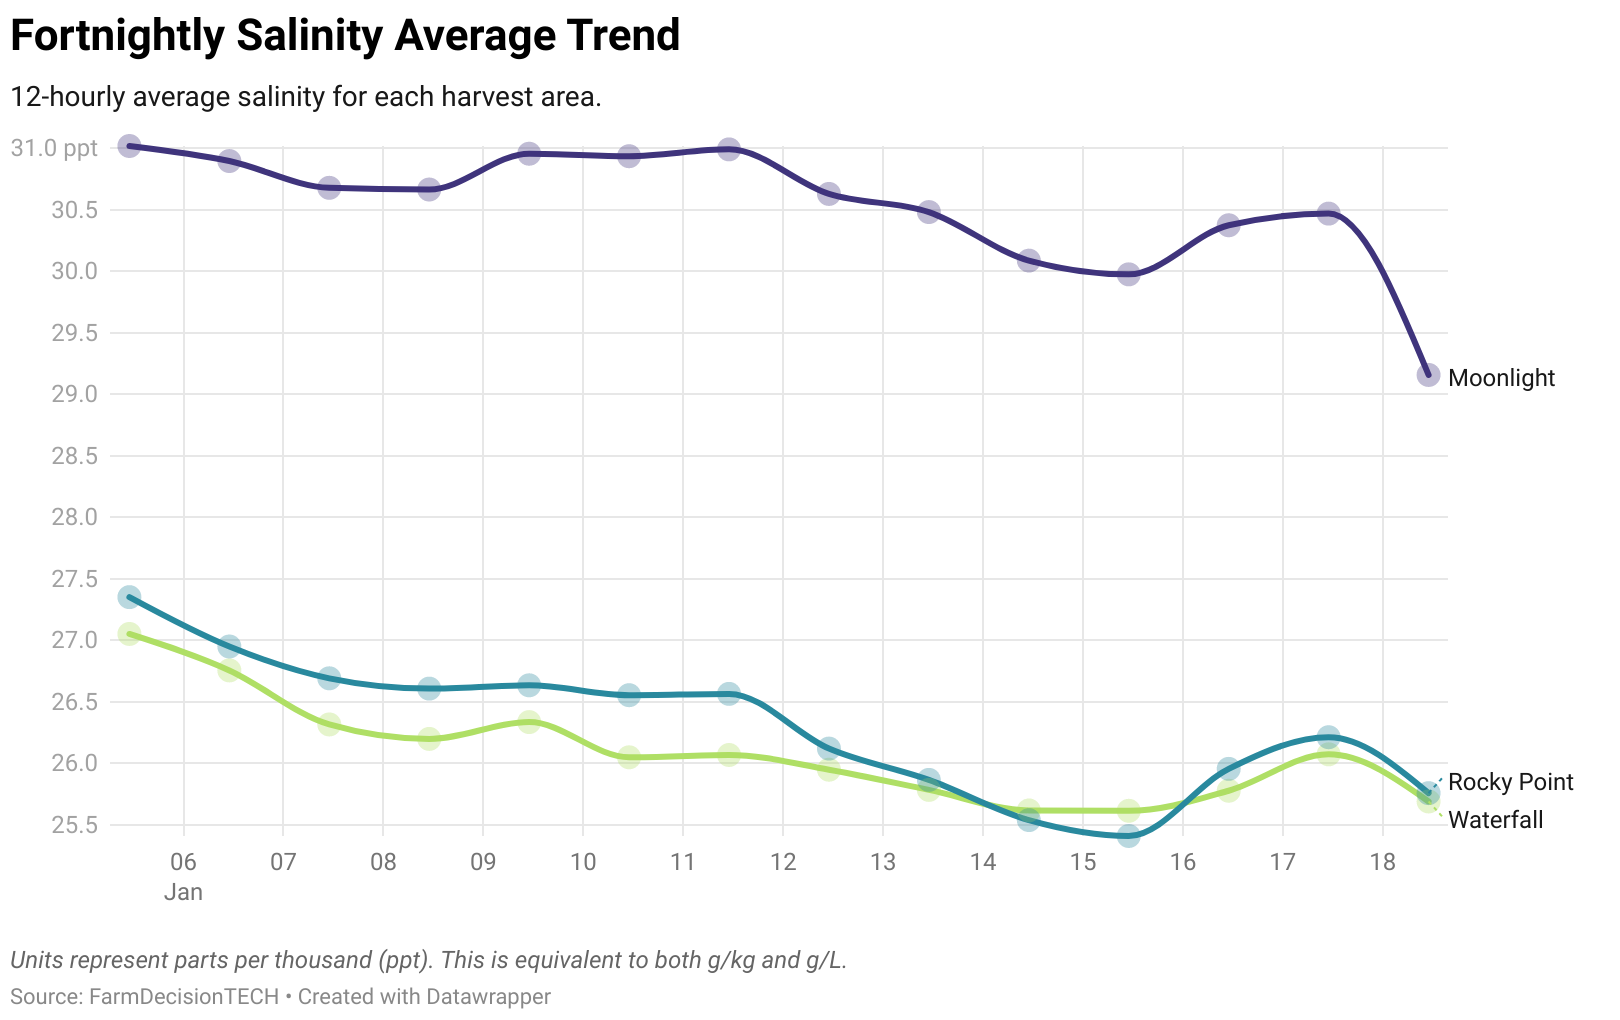 Fortnightly Salinity Average Trend
12-hourly average salinity for each harvest area.
31.0 ppt
30.5
30.0
29.5
29.0
Moonlight
28.5
28.0
27.5
27.0
26.5
26.0
Rocky Point
Waterfall
25.5
06 07 08 09 10 11 12 13 14 15 16 17 18
Jan
Units represent parts per thousand (ppt). This is equivalent to both g/kg and g/L.
Source: FarmDecisionTECH • Created with Datawrapper